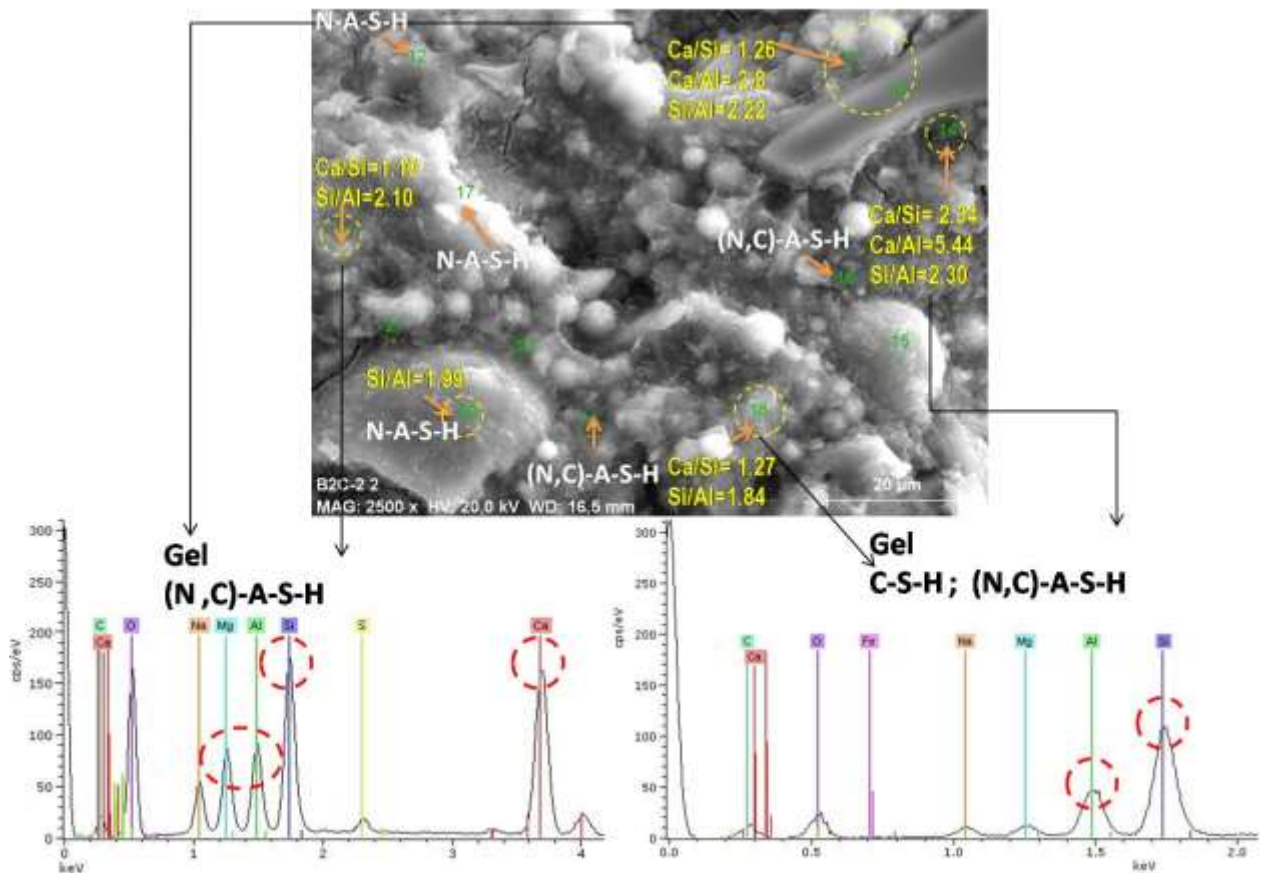 N-A-S-H
12
Ca/Si= 1.26
Ca/Al=2.8
Si/Al=2.22
Si/Al=2.10
17
N-A-S-H
(N,C)-A-S-H
Ca/Si= 2.34
Ca/Al=5.44
Si/Al=2.30
15
Si/Al=1.99
N-A-S-H
(N,C)-A-S-H
18
Ca/Si= 1.27
Si/Al=1.84
20 µm
B2C-2 2
MAG: 2500 x HV: 20,0 kV WD: 16,5 mm
Gel
(N ,C)-A-S-H
Gel
C-S-H ; (N,C)-A-S-H
cps/eV
300
250
200
150
100
50
0
C
Ca
O
Na
Mg
Al
Si
S
Ca
0
1
2
3
4
keV
cps/eV
300
250
200
150
100
50
0
C
Ca
O
Fe
Na
Mg
Al
Si
0.0
0.5
1.0
1.5
2.0
keV